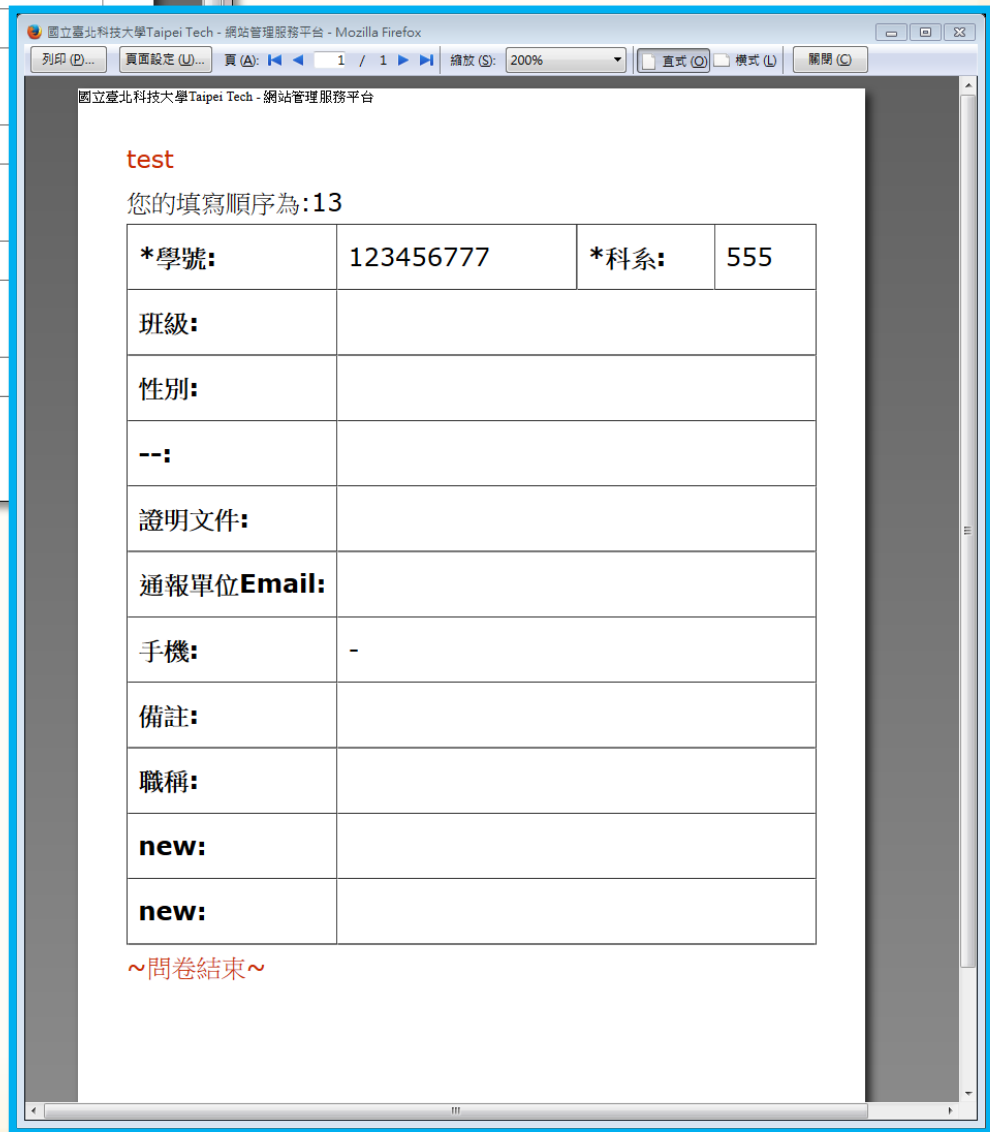 國立臺北科技大學Taipei Tech - 網站管理服務平台 - Mozilla Firefox
列印 (P)... 頁面設定 (U)... 頁 (A): 1 / 1 縮放 (S): 200% 直式 (O) 橫式 (L) 關閉 (C)
國立臺北科技大學Taipei Tech - 網站管理服務平台
test
您的填寫順序為:13
*學號: 123456777 *科系: 555
班級:
性別:
--:
證明文件:
通報單位Email:
手機: -
備註:
職稱:
new:
new:
~問卷結束~